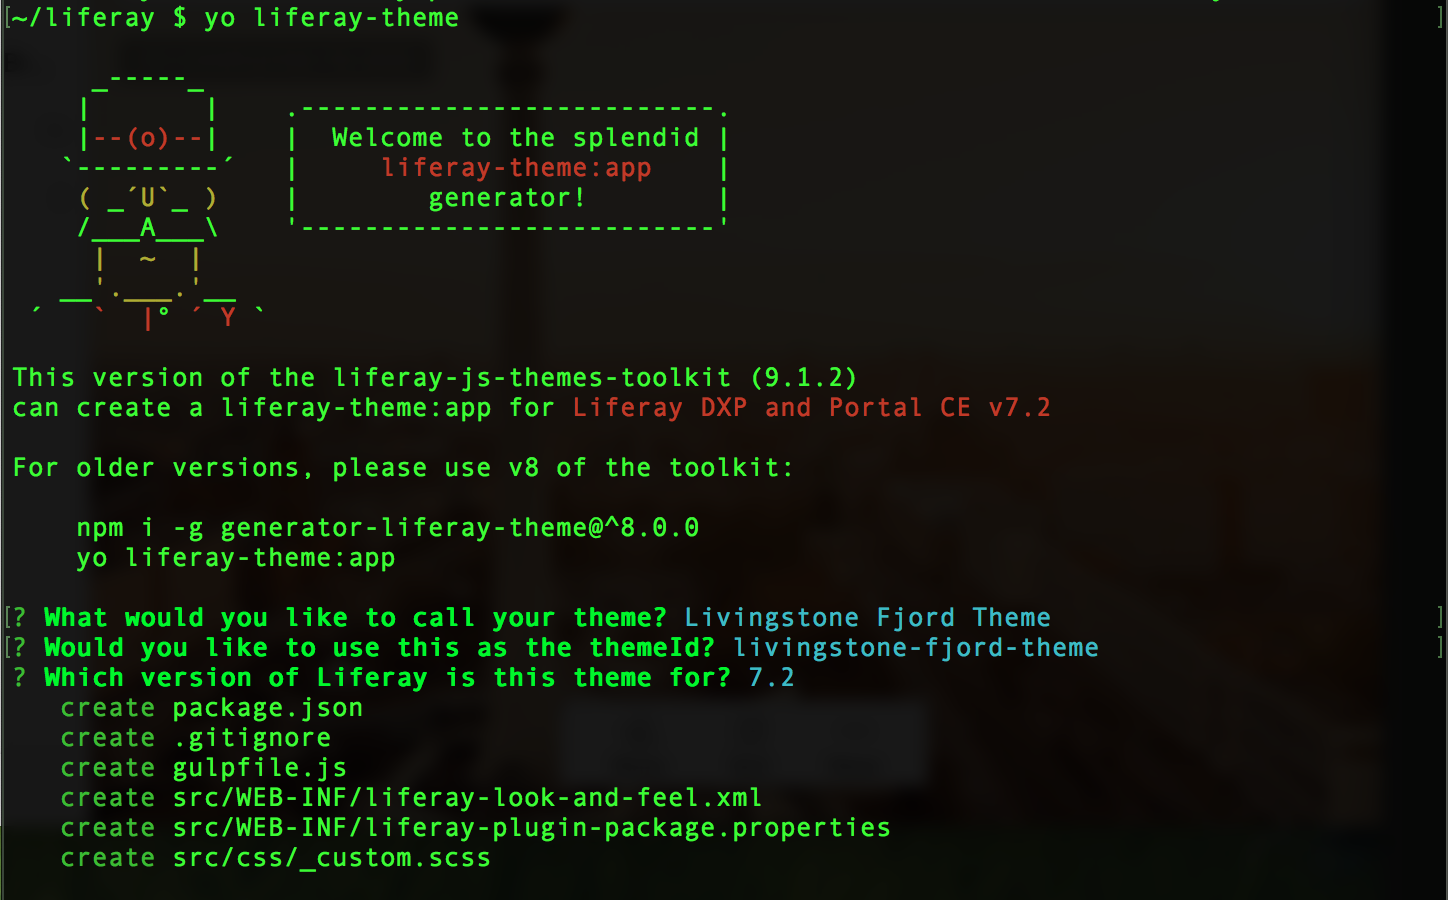 ~/liferay $ yo liferay-theme
     _-----_
    |       |    .--------------------------.
    |--(o)--|    |  Welcome to the splendid |
   `---------´   |     liferay-theme:app    |
    ( _´U`_ )    |        generator!        |
    /___A___\    '--------------------------'
     |  ~  |
   __'.___.'__
 ´   `  |° ´ Y `
This version of the liferay-js-themes-toolkit (9.1.2)
can create a liferay-theme:app for Liferay DXP and Portal CE v7.2
For older versions, please use v8 of the toolkit:
npm i -g generator-liferay-theme@^8.0.0
yo liferay-theme:app
? What would you like to call your theme? Livingstone Fjord Theme
? Would you like to use this as the themeId? livingstone-fjord-theme
? Which version of Liferay is this theme for? 7.2
create package.json
create .gitignore
create gulpfile.js
create src/WEB-INF/liferay-look-and-feel.xml
create src/WEB-INF/liferay-plugin-package.properties
create src/css/_custom.scss